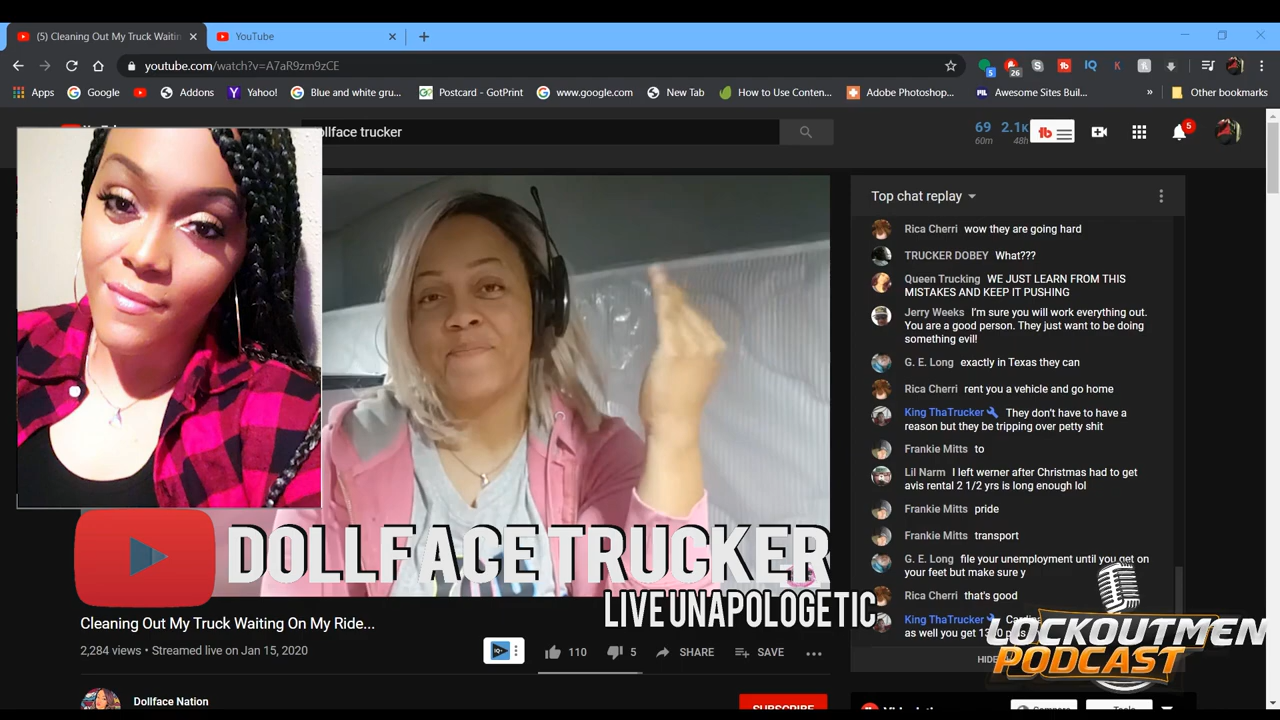 (5) Cleaning Out My Truck Waitin
YouTube
youtube.com/watch?v=A7aR9zm9zCE
Apps
Google
Addons
Yahoo!
Blue and white gru...
Postcard - GotPrint
www.google.com
New Tab
How to Use Conten...
Adobe Photoshop...
Awesome Sites Buil...
Other bookmarks
ollface trucker
69 2.1K
60m 48h
5
Top chat replay
Rica Cherri wow they are going hard
TRUCKER DOBEY What???
Queen Trucking WE JUST LEARN FROM THIS
MISTAKES AND KEEP IT PUSHING
Jerry Weeks I'm sure you will work everything out.
You are a good person. They just want to be doing
something evil!
G. E. Long exactly in Texas they can
Rica Cherri rent you a vehicle and go home
King ThaTrucker They don't have to have a
reason but they be tripping over petty shit
Frankie Mitts to
Lil Narm I left werner after Christmas had to get
avis rental 2 1/2 yrs is long enough lol
Frankie Mitts pride
Frankie Mitts transport
G. E. Long file your unemployment until you get on
your feet but make sure y
Rica Cherri that's good
King ThaTrucker
as well you get
DOLLFACE TRUCKER
LIVE UNAPOLOGETIC
LOCKOUTMEN
PODCAST
Cleaning Out My Truck Waiting On My Ride...
2,284 views • Streamed live on Jan 15, 2020
110
5
SHARE
SAVE
Dollface Nation
SUBSCRIBE